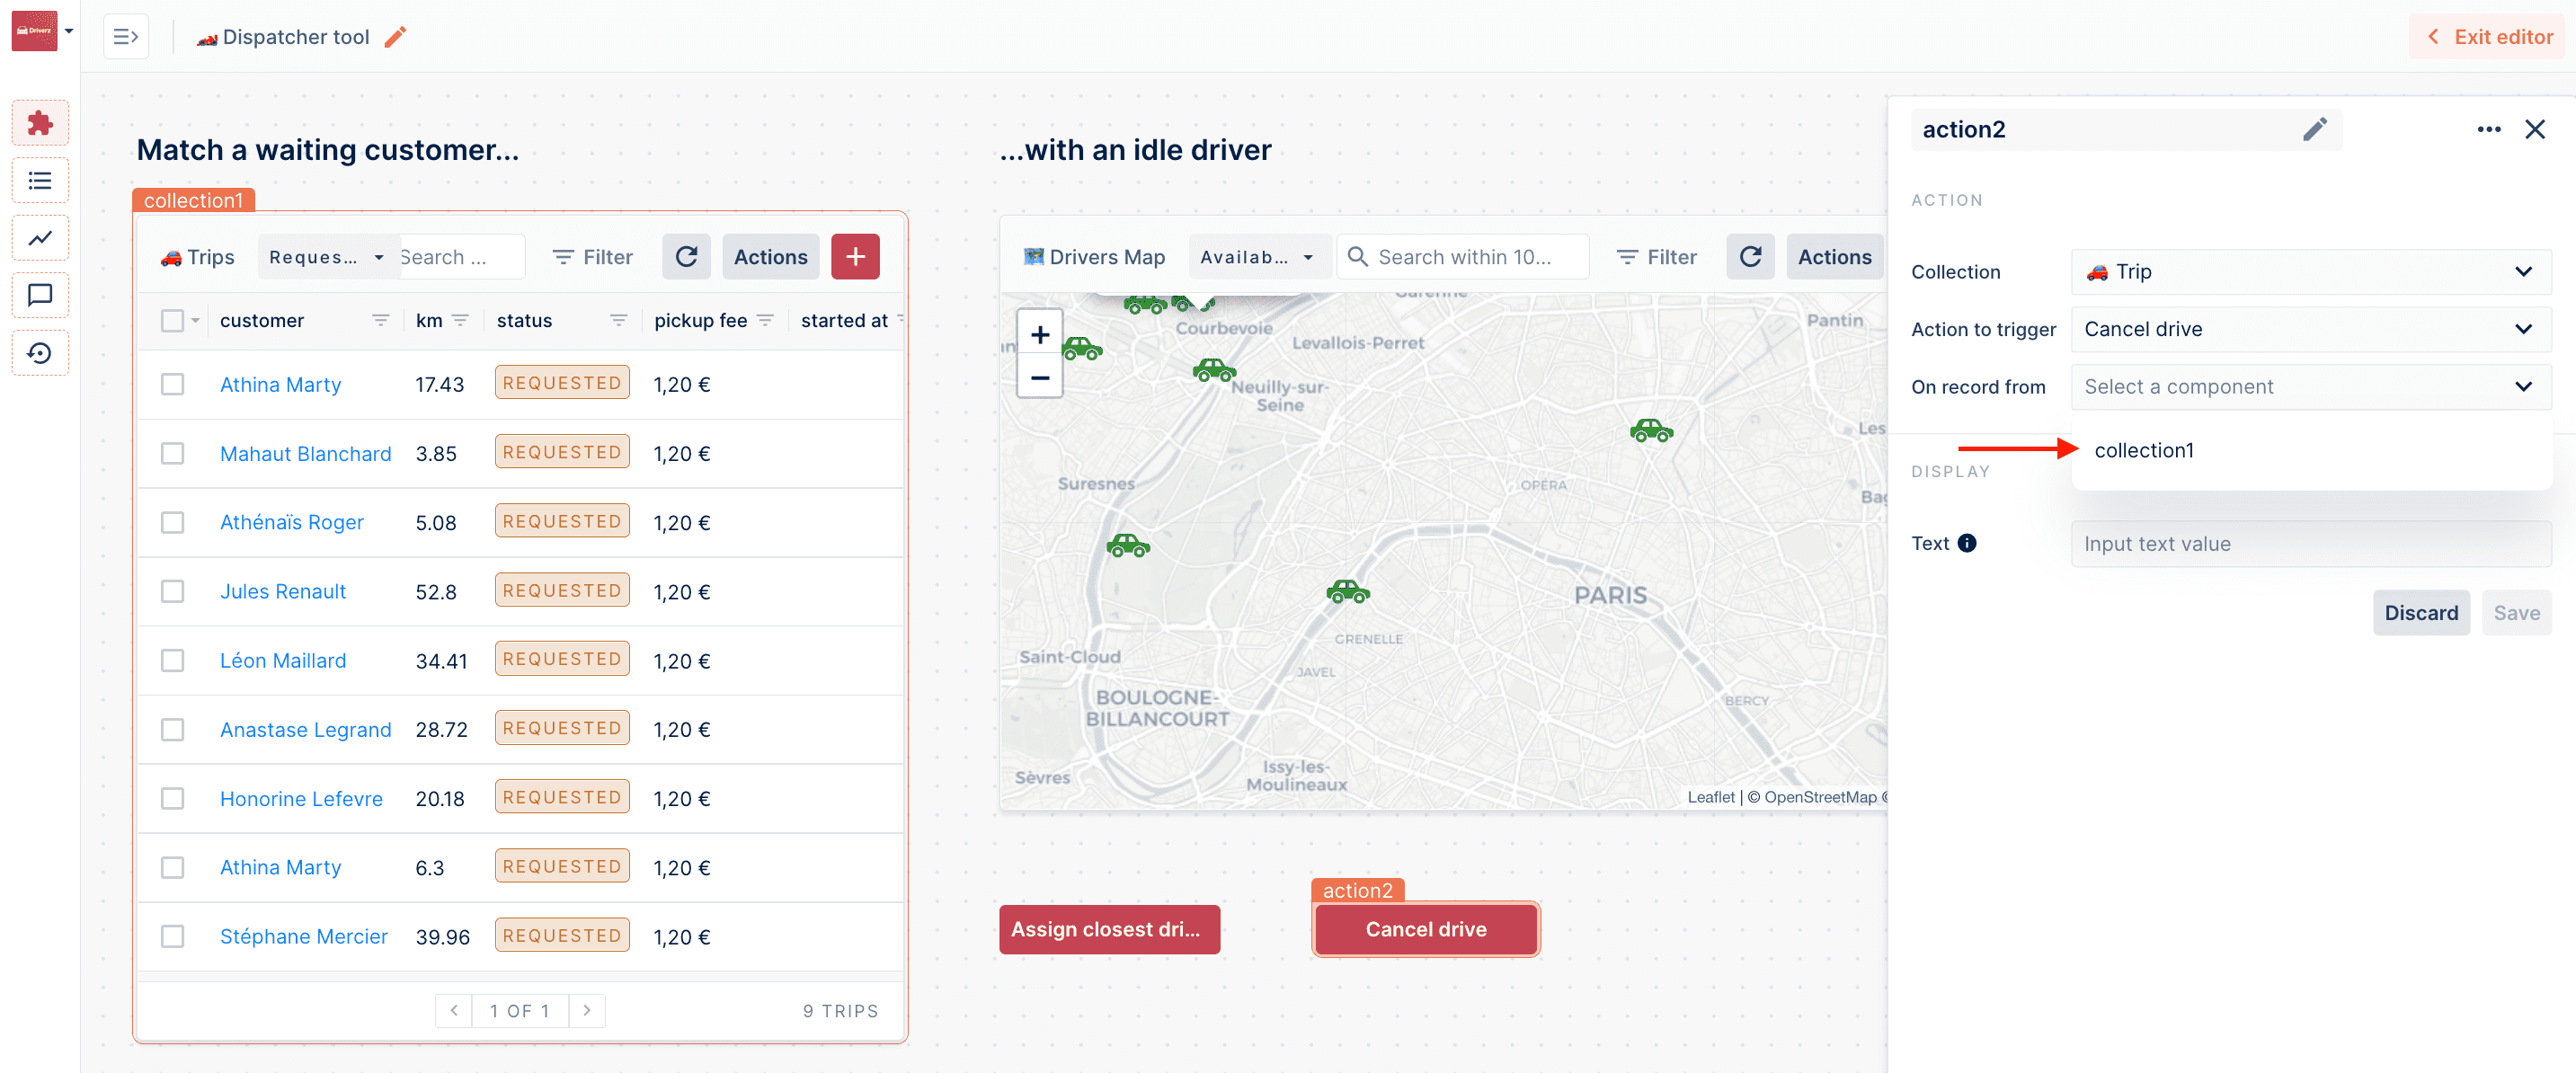 Driverz
Dispatcher tool
Exit editor
Match a waiting customer...
...with an idle driver
collection1
Trips
Reques...
Search ...
Filter
Actions
customer
km
status
pickup fee
started at
Athina Marty 17.43 REQUESTED 1,20 €
Mahaut Blanchard 3.85 REQUESTED 1,20 €
Athénaïs Roger 5.08 REQUESTED 1,20 €
Jules Renault 52.8 REQUESTED 1,20 €
Léon Maillard 34.41 REQUESTED 1,20 €
Anastase Legrand 28.72 REQUESTED 1,20 €
Honorine Lefevre 20.18 REQUESTED 1,20 €
Athina Marty 6.3 REQUESTED 1,20 €
Stéphane Mercier 39.96 REQUESTED 1,20 €
1 OF 1
9 TRIPS
Drivers Map
Availab...
Search within 10...
Filter
Actions
+
−
Courbevoie
Levallois-Perret
Pantin
Neuilly-sur-
Seine
Les
Suresnes
OPÉRA
Bag
PARIS
GRENELLE
Saint-Cloud
JAVEL
BOULOGNE-
BILLANCOURT
BERCY
Issy-les-
Moulineaux
Sèvres
Leaflet | © OpenStreetMap ©
Assign closest dri...
action2
Cancel drive
action2
ACTION
Collection
Trip
Action to trigger
Cancel drive
On record from
Select a component
collection1
DISPLAY
Text
Input text value
Discard
Save